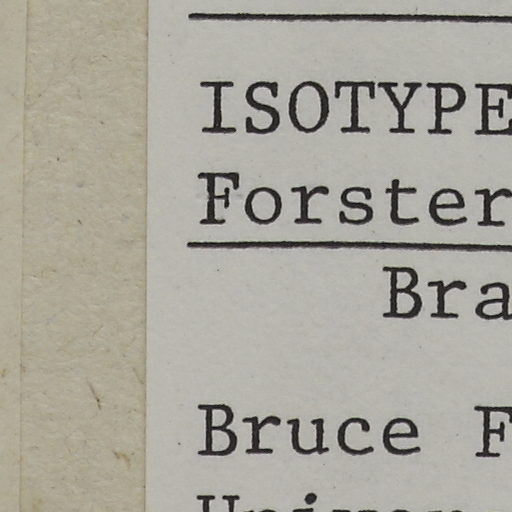 ISOTYPE
Forster
Bra
Bruce F